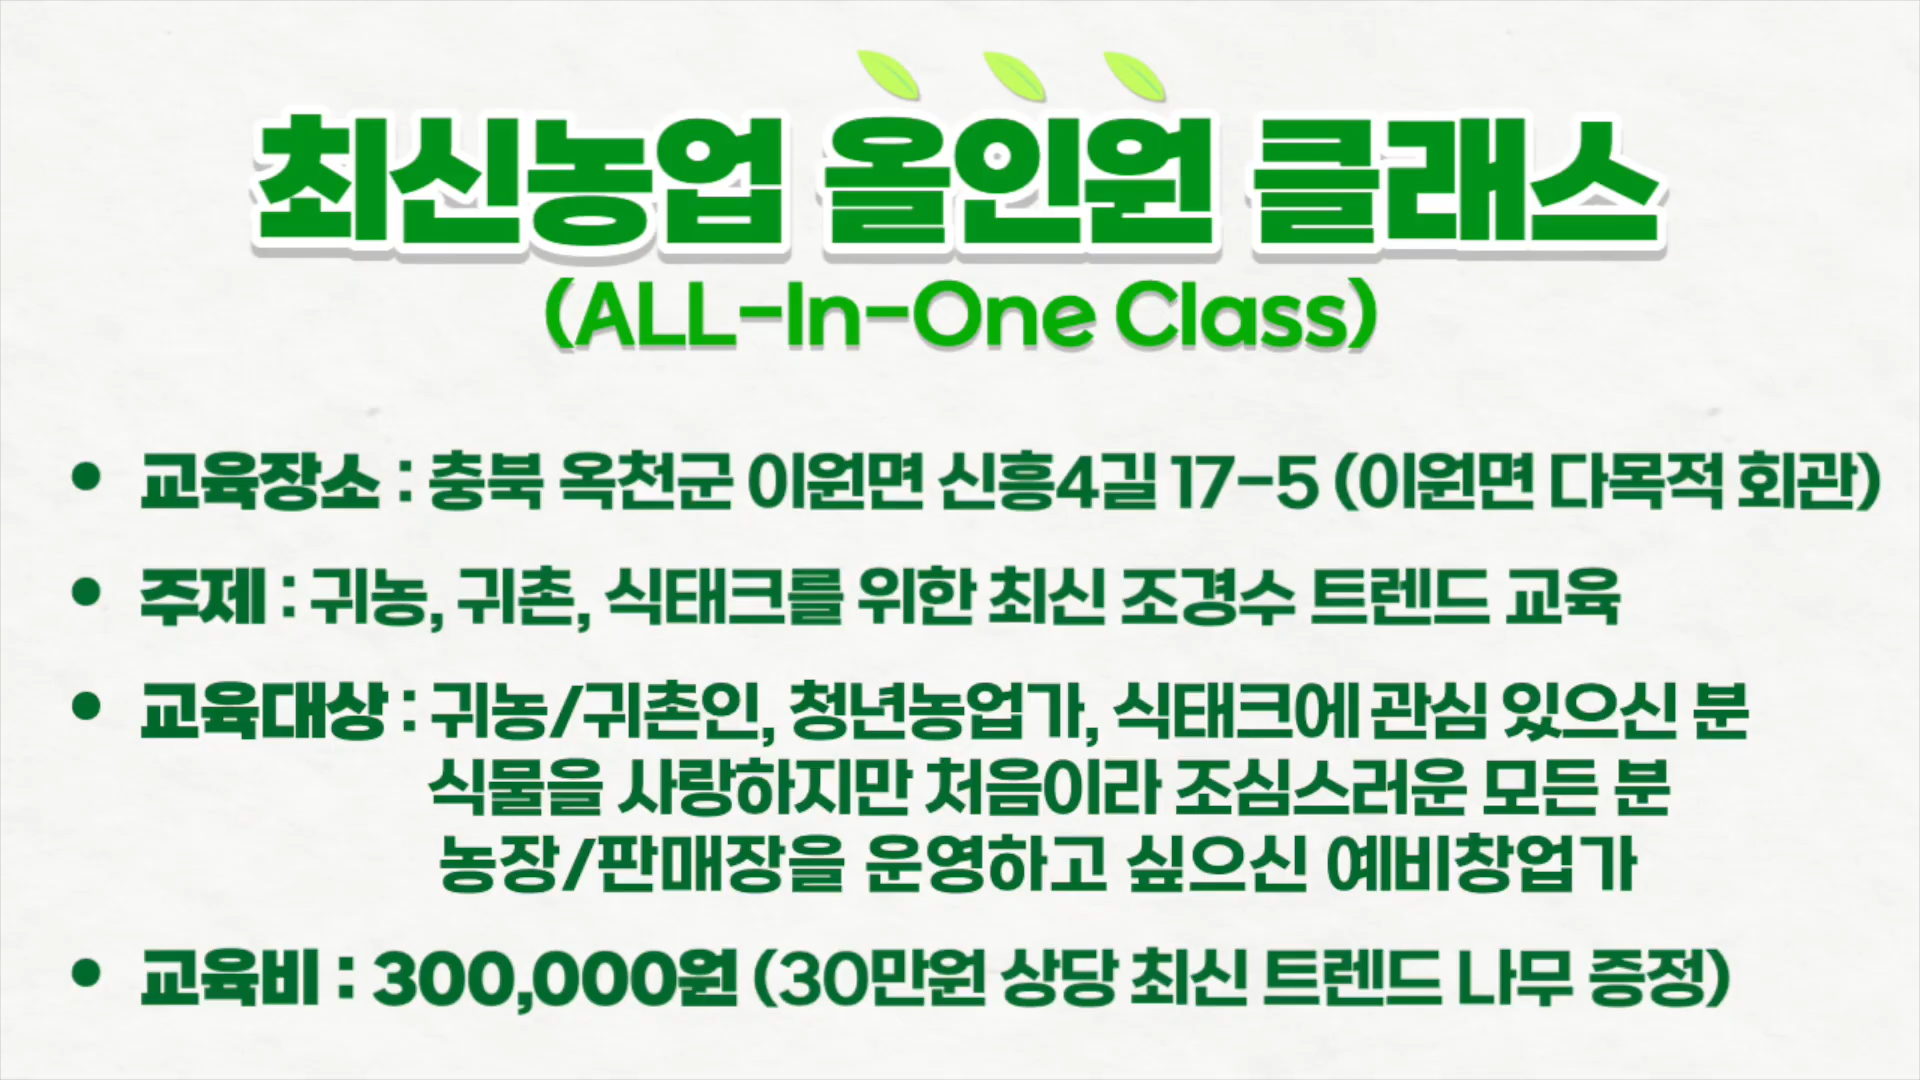 최신농업 올인원 클래스
(ALL-In-One Class)
• 교육장소 : 충북 옥천군 이원면 신흥4길 17-5 (이원면 다목적 회관)
• 주제 : 귀농, 귀촌, 식태크를 위한 최신 조경수 트렌드 교육
• 교육대상 : 귀농/귀촌인, 청년농업가, 식태크에 관심 있으신 분
식물을 사랑하지만 처음이라 조심스러운 모든 분
농장/판매장을 운영하고 싶으신 예비창업가
• 교육비 : 300,000원 (30만원 상당 최신 트렌드 나무 증정)